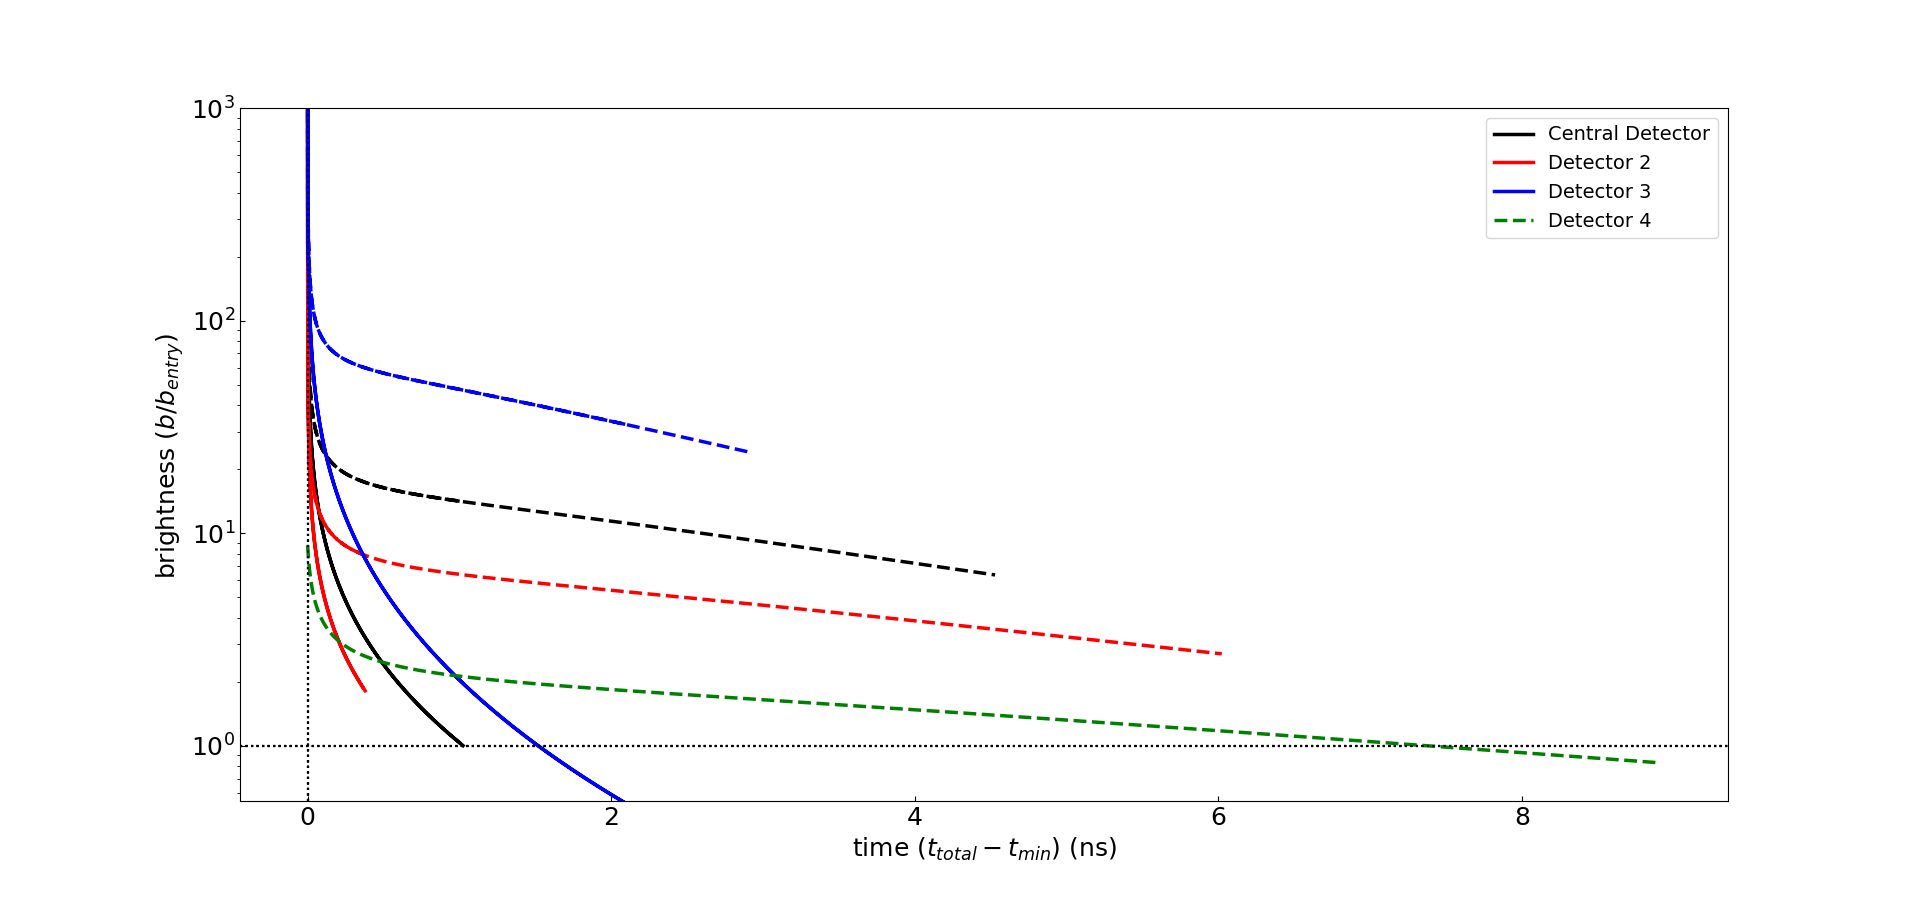 10³
10²
10¹
10⁰
brightness (b/b_entry)
0 2 4 6 8
time (t_total − t_min) (ns)
Central Detector
Detector 2
Detector 3
Detector 4